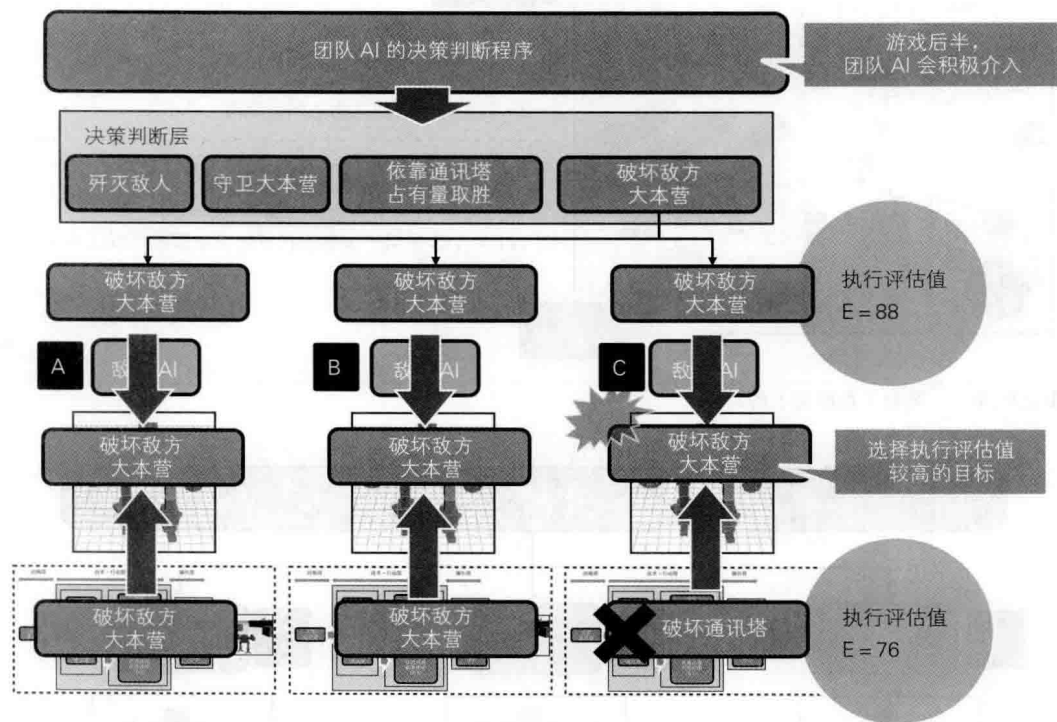 团队 AI 的决策判断程序
游戏后半，
团队 AI 会积极介入
决策判断层
歼灭敌人
守卫大本营
依靠通讯塔
占有量取胜
破坏敌方
大本营
破坏敌方
大本营
破坏敌方
大本营
破坏敌方
大本营
执行评估值
E = 88
A
敌 AI
B
敌 AI
C
敌 AI
破坏敌方
大本营
破坏敌方
大本营
破坏敌方
大本营
选择执行评估值
较高的目标
破坏敌方
大本营
破坏敌方
大本营
破坏通讯塔
执行评估值
E = 76